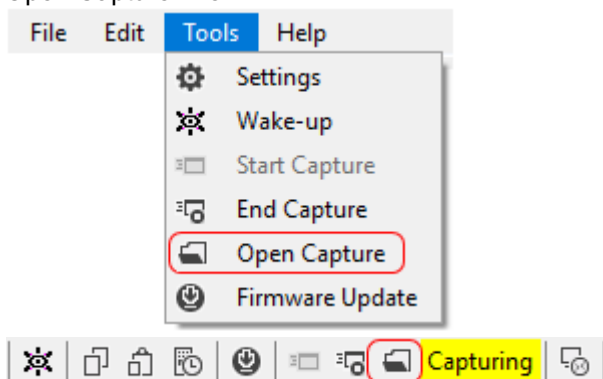 File Edit Tools Help
Settings
Wake-up
Start Capture
End Capture
Open Capture
Firmware Update
Capturing